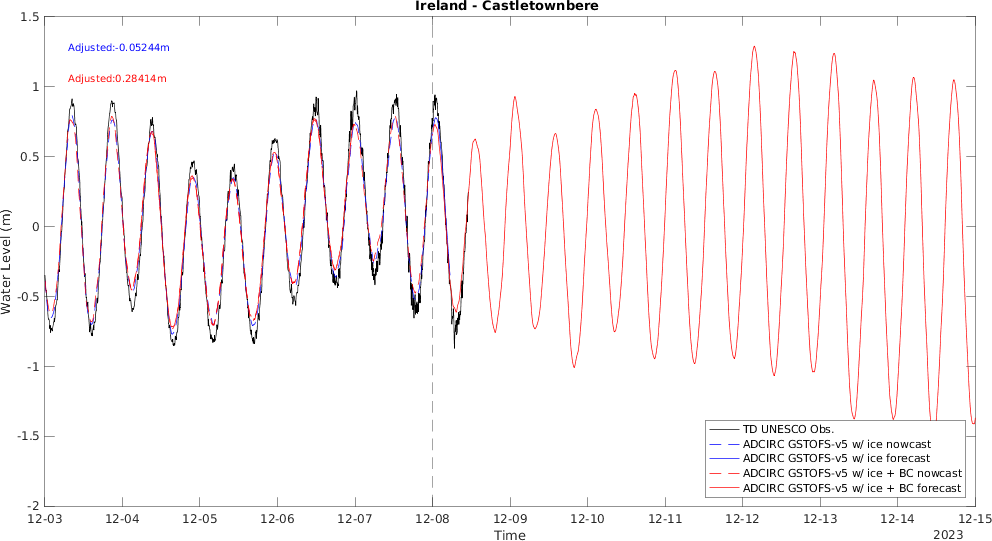 Ireland - Castletownbere
Adjusted:-0.05244m
Adjusted:0.28414m
Water Level (m)
1.5
1
0.5
0
-0.5
-1
-1.5
-2
TD UNESCO Obs.
ADCIRC GSTOFS-v5 w/ ice nowcast
ADCIRC GSTOFS-v5 w/ ice forecast
ADCIRC GSTOFS-v5 w/ ice + BC nowcast
ADCIRC GSTOFS-v5 w/ ice + BC forecast
12-03 12-04 12-05 12-06 12-07 12-08 12-09 12-10 12-11 12-12 12-13 12-14 12-15
Time
2023